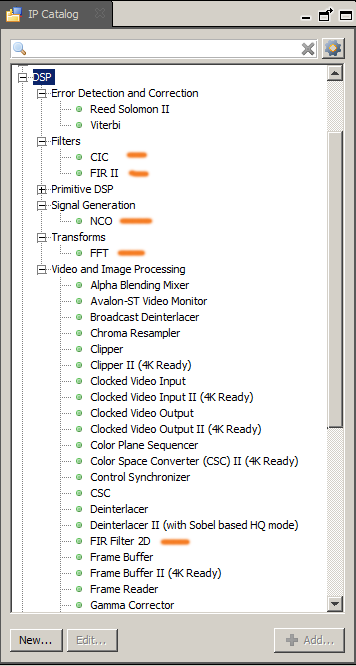 IP Catalog
DSP
Error Detection and Correction
Reed Solomon II
Viterbi
Filters
CIC
FIR II
Primitive DSP
Signal Generation
NCO
Transforms
FFT
Video and Image Processing
Alpha Blending Mixer
Avalon-ST Video Monitor
Broadcast Deinterlacer
Chroma Resampler
Clipper
Clipper II (4K Ready)
Clocked Video Input
Clocked Video Input II (4K Ready)
Clocked Video Output
Clocked Video Output II (4K Ready)
Color Plane Sequencer
Color Space Converter (CSC) II (4K Ready)
Control Synchronizer
CSC
Deinterlacer
Deinterlacer II (with Sobel based HQ mode)
FIR Filter 2D
Frame Buffer
Frame Buffer II (4K Ready)
Frame Reader
Gamma Corrector
New... Edit... Add...